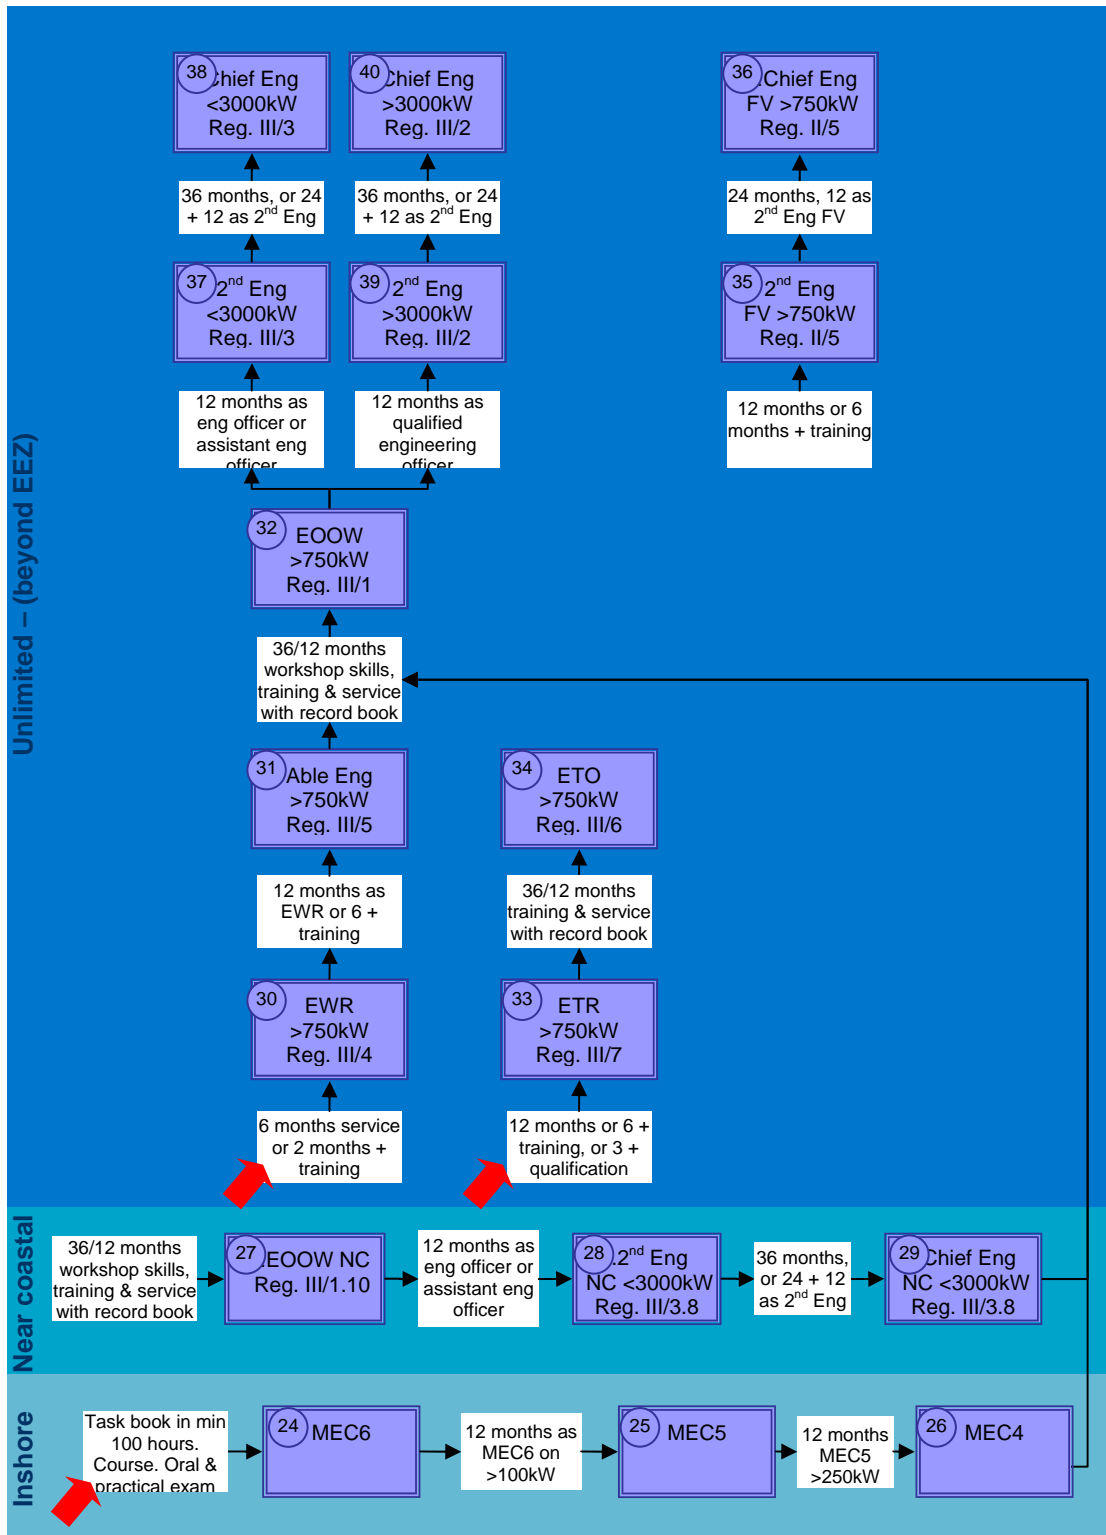 38
Chief Eng
<3000kW
Reg. III/3
40
Chief Eng
>3000kW
Reg. III/2
36
Chief Eng
FV >750kW
Reg. II/5
36 months, or 24
+ 12 as 2nd Eng
36 months, or 24
+ 12 as 2nd Eng
24 months, 12 as
2nd Eng FV
37
2nd Eng
<3000kW
Reg. III/3
39
2nd Eng
>3000kW
Reg. III/2
35
2nd Eng
FV >750kW
Reg. II/5
12 months as
eng officer or
assistant eng
officer
12 months as
qualified
engineering
officer
12 months or 6
months + training
Unlimited – (beyond EEZ)
32
EOOW
>750kW
Reg. III/1
36/12 months
workshop skills,
training & service
with record book
31
Able Eng
>750kW
Reg. III/5
34
ETO
>750kW
Reg. III/6
12 months as
EWR or 6 +
training
36/12 months
training & service
with record book
30
EWR
>750kW
Reg. III/4
33
ETR
>750kW
Reg. III/7
6 months service
or 2 months +
training
12 months or 6 +
training, or 3 +
qualification
Near coastal
36/12 months
workshop skills,
training & service
with record book
27
EOOW NC
Reg. III/1.10
12 months as
eng officer or
assistant eng
officer
28
2nd Eng
NC <3000kW
Reg. III/3.8
36 months,
or 24 + 12
as 2nd Eng
29
Chief Eng
NC <3000kW
Reg. III/3.8
Inshore
Task book in min
100 hours.
Course. Oral &
practical exam
24
MEC6
12 months as
MEC6 on
>100kW
25
MEC5
12 months
MEC5
>250kW
26
MEC4